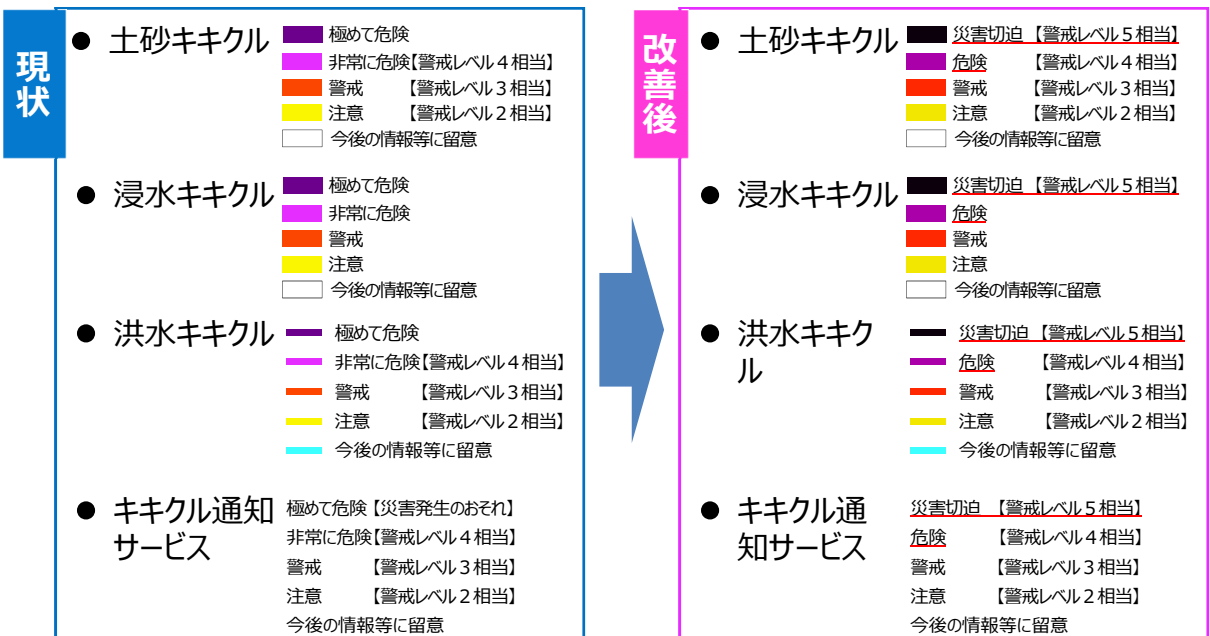 現状
● 土砂キキクル
極めて危険
非常に危険【警戒レベル4相当】
警戒 【警戒レベル3相当】
注意 【警戒レベル2相当】
今後の情報等に留意
● 浸水キキクル
極めて危険
非常に危険
警戒
注意
今後の情報等に留意
● 洪水キキクル
極めて危険
非常に危険【警戒レベル4相当】
警戒 【警戒レベル3相当】
注意 【警戒レベル2相当】
今後の情報等に留意
● キキクル通知
サービス
極めて危険【災害発生のおそれ】
非常に危険【警戒レベル4相当】
警戒 【警戒レベル3相当】
注意 【警戒レベル2相当】
今後の情報等に留意
改善後
● 土砂キキクル
災害切迫 【警戒レベル5相当】
危険 【警戒レベル4相当】
警戒 【警戒レベル3相当】
注意 【警戒レベル2相当】
今後の情報等に留意
● 浸水キキクル
災害切迫 【警戒レベル5相当】
危険
警戒
注意
今後の情報等に留意
● 洪水キキク
ル
災害切迫 【警戒レベル5相当】
危険 【警戒レベル4相当】
警戒 【警戒レベル3相当】
注意 【警戒レベル2相当】
今後の情報等に留意
● キキクル通
知サービス
災害切迫 【警戒レベル5相当】
危険 【警戒レベル4相当】
警戒 【警戒レベル3相当】
注意 【警戒レベル2相当】
今後の情報等に留意